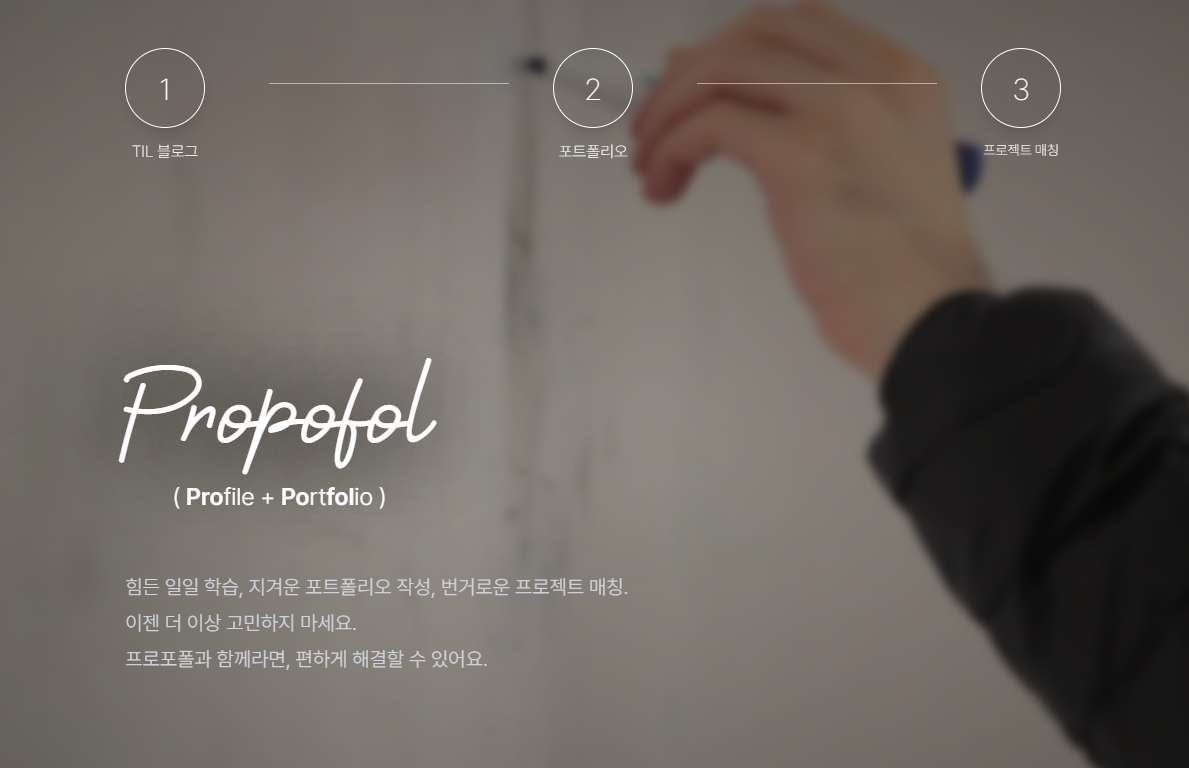 1
2
3
TIL 블로그
포트폴리오
프로젝트 매칭
Propofol
( Profile + Portfolio )
힘든 일일 학습, 지겨운 포트폴리오 작성, 번거로운 프로젝트 매칭.
이젠 더 이상 고민하지 마세요.
프로포폴과 함께라면, 편하게 해결할 수 있어요.